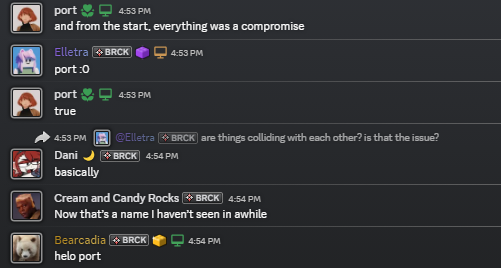 port 4:53 PM
and from the start, everything was a compromise
Elletra BRCK 4:53 PM
port :0
port 4:53 PM
true
4:53 PM @Elletra BRCK are things colliding with each other? is that the issue?
Dani BRCK 4:54 PM
basically
Cream and Candy Rocks BRCK 4:54 PM
Now that's a name I haven't seen in awhile
Bearcadia BRCK 4:54 PM
helo port